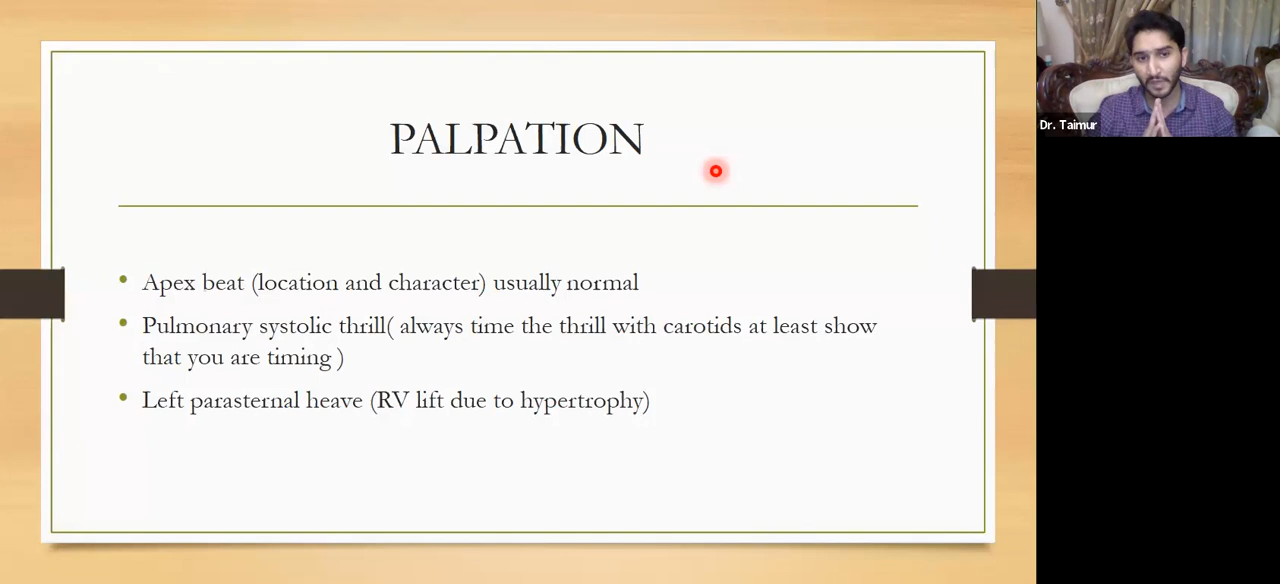 PALPATION
Apex beat (location and character) usually normal
Pulmonary systolic thrill( always time the thrill with carotids at least show
that you are timing )
Left parasternal heave (RV lift due to hypertrophy)
Dr. Taimur